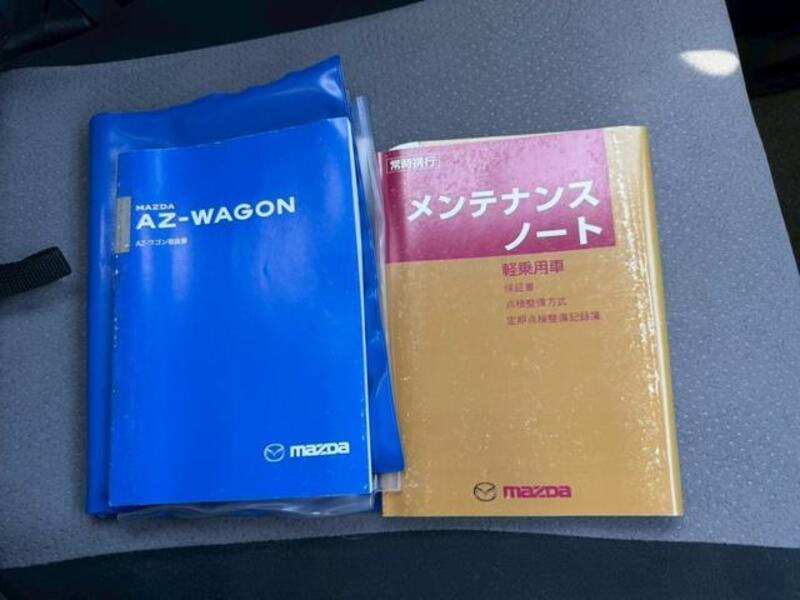 MAZDA
AZ-WAGON
AZ-ワゴン取扱書
mazda
常時携行
メンテナンス
ノート
軽乗用車
保証書
点検整備方式
定期点検整備記録簿
mazda